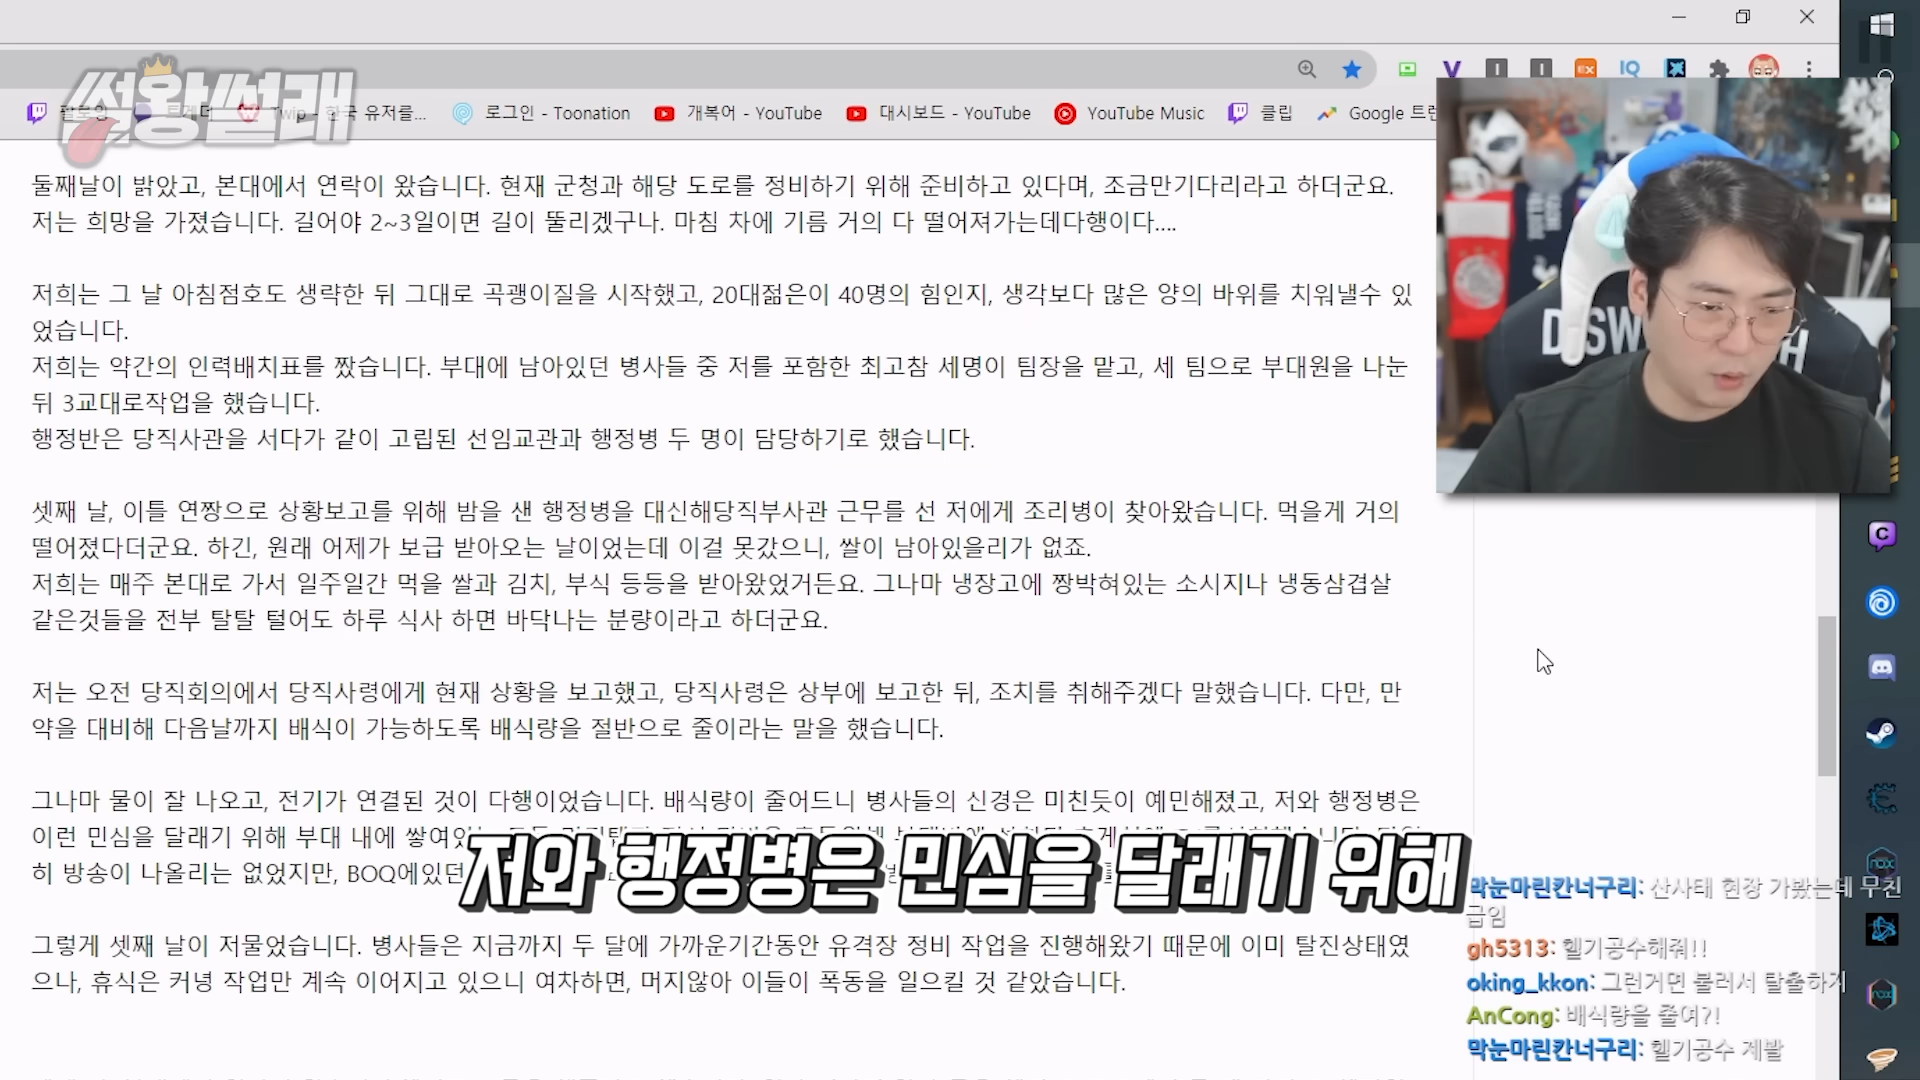 썰왕썰래
로그인 - Toonation
개복어 - YouTube
대시보드 - YouTube
YouTube Music
클립
Google 트렌
둘째날이 밝았고, 본대에서 연락이 왔습니다. 현재 군청과 해당 도로를 정비하기 위해 준비하고 있다며, 조금만기다리라고 하더군요.
저는 희망을 가졌습니다. 길어야 2~3일이면 길이 뚫리겠구나. 마침 차에 기름 거의 다 떨어져가는데다행이다....
저희는 그 날 아침점호도 생략한 뒤 그대로 곡괭이질을 시작했고, 20대젊은이 40명의 힘인지, 생각보다 많은 양의 바위를 치워낼수 있
었습니다.
저희는 약간의 인력배치표를 짰습니다. 부대에 남아있던 병사들 중 저를 포함한 최고참 세명이 팀장을 맡고, 세 팀으로 부대원을 나눈
뒤 3교대로작업을 했습니다.
행정반은 당직사관을 서다가 같이 고립된 선임교관과 행정병 두 명이 담당하기로 했습니다.
셋째 날, 이틀 연짱으로 상황보고를 위해 밤을 샌 행정병을 대신해당직부사관 근무를 선 저에게 조리병이 찾아왔습니다. 먹을게 거의
떨어졌다더군요. 하긴, 원래 어제가 보급 받아오는 날이었는데 이걸 못갔으니, 쌀이 남아있을리가 없죠.
저희는 매주 본대로 가서 일주일간 먹을 쌀과 김치, 부식 등등을 받아왔었거든요. 그나마 냉장고에 짱박혀있는 소시지나 냉동삼겹살
같은것들을 전부 탈탈 털어도 하루 식사 하면 바닥나는 분량이라고 하더군요.
저는 오전 당직회의에서 당직사령에게 현재 상황을 보고했고, 당직사령은 상부에 보고한 뒤, 조치를 취해주겠다 말했습니다. 다만, 만
약을 대비해 다음날까지 배식이 가능하도록 배식량을 절반으로 줄이라는 말을 했습니다.
그나마 물이 잘 나오고, 전기가 연결된 것이 다행이었습니다. 배식량이 줄어드니 병사들의 신경은 미친듯이 예민해졌고, 저와 행정병은
이런 민심을 달래기 위해 부대 내에
히 방송이 나올리는 없었지만, BOQ에있던
저와 행정병은 민심을 달래기 위해
그렇게 셋째 날이 저물었습니다. 병사들은 지금까지 두 달에 가까운기간동안 유격장 정비 작업을 진행해왔기 때문에 이미 탈진상태였
으나, 휴식은 커녕 작업만 계속 이어지고 있으니 여차하면, 머지않아 이들이 폭동을 일으킬 것 같았습니다.
막눈마린칸너구리: 산사태 현장 가봤는데 무친
급임
gh5313: 헬기공수해줘!!
oking_kkon: 그런거면 불러서 탈출하지
AnCong: 배식량을 줄여?!
막눈마린칸너구리: 헬기공수 제발